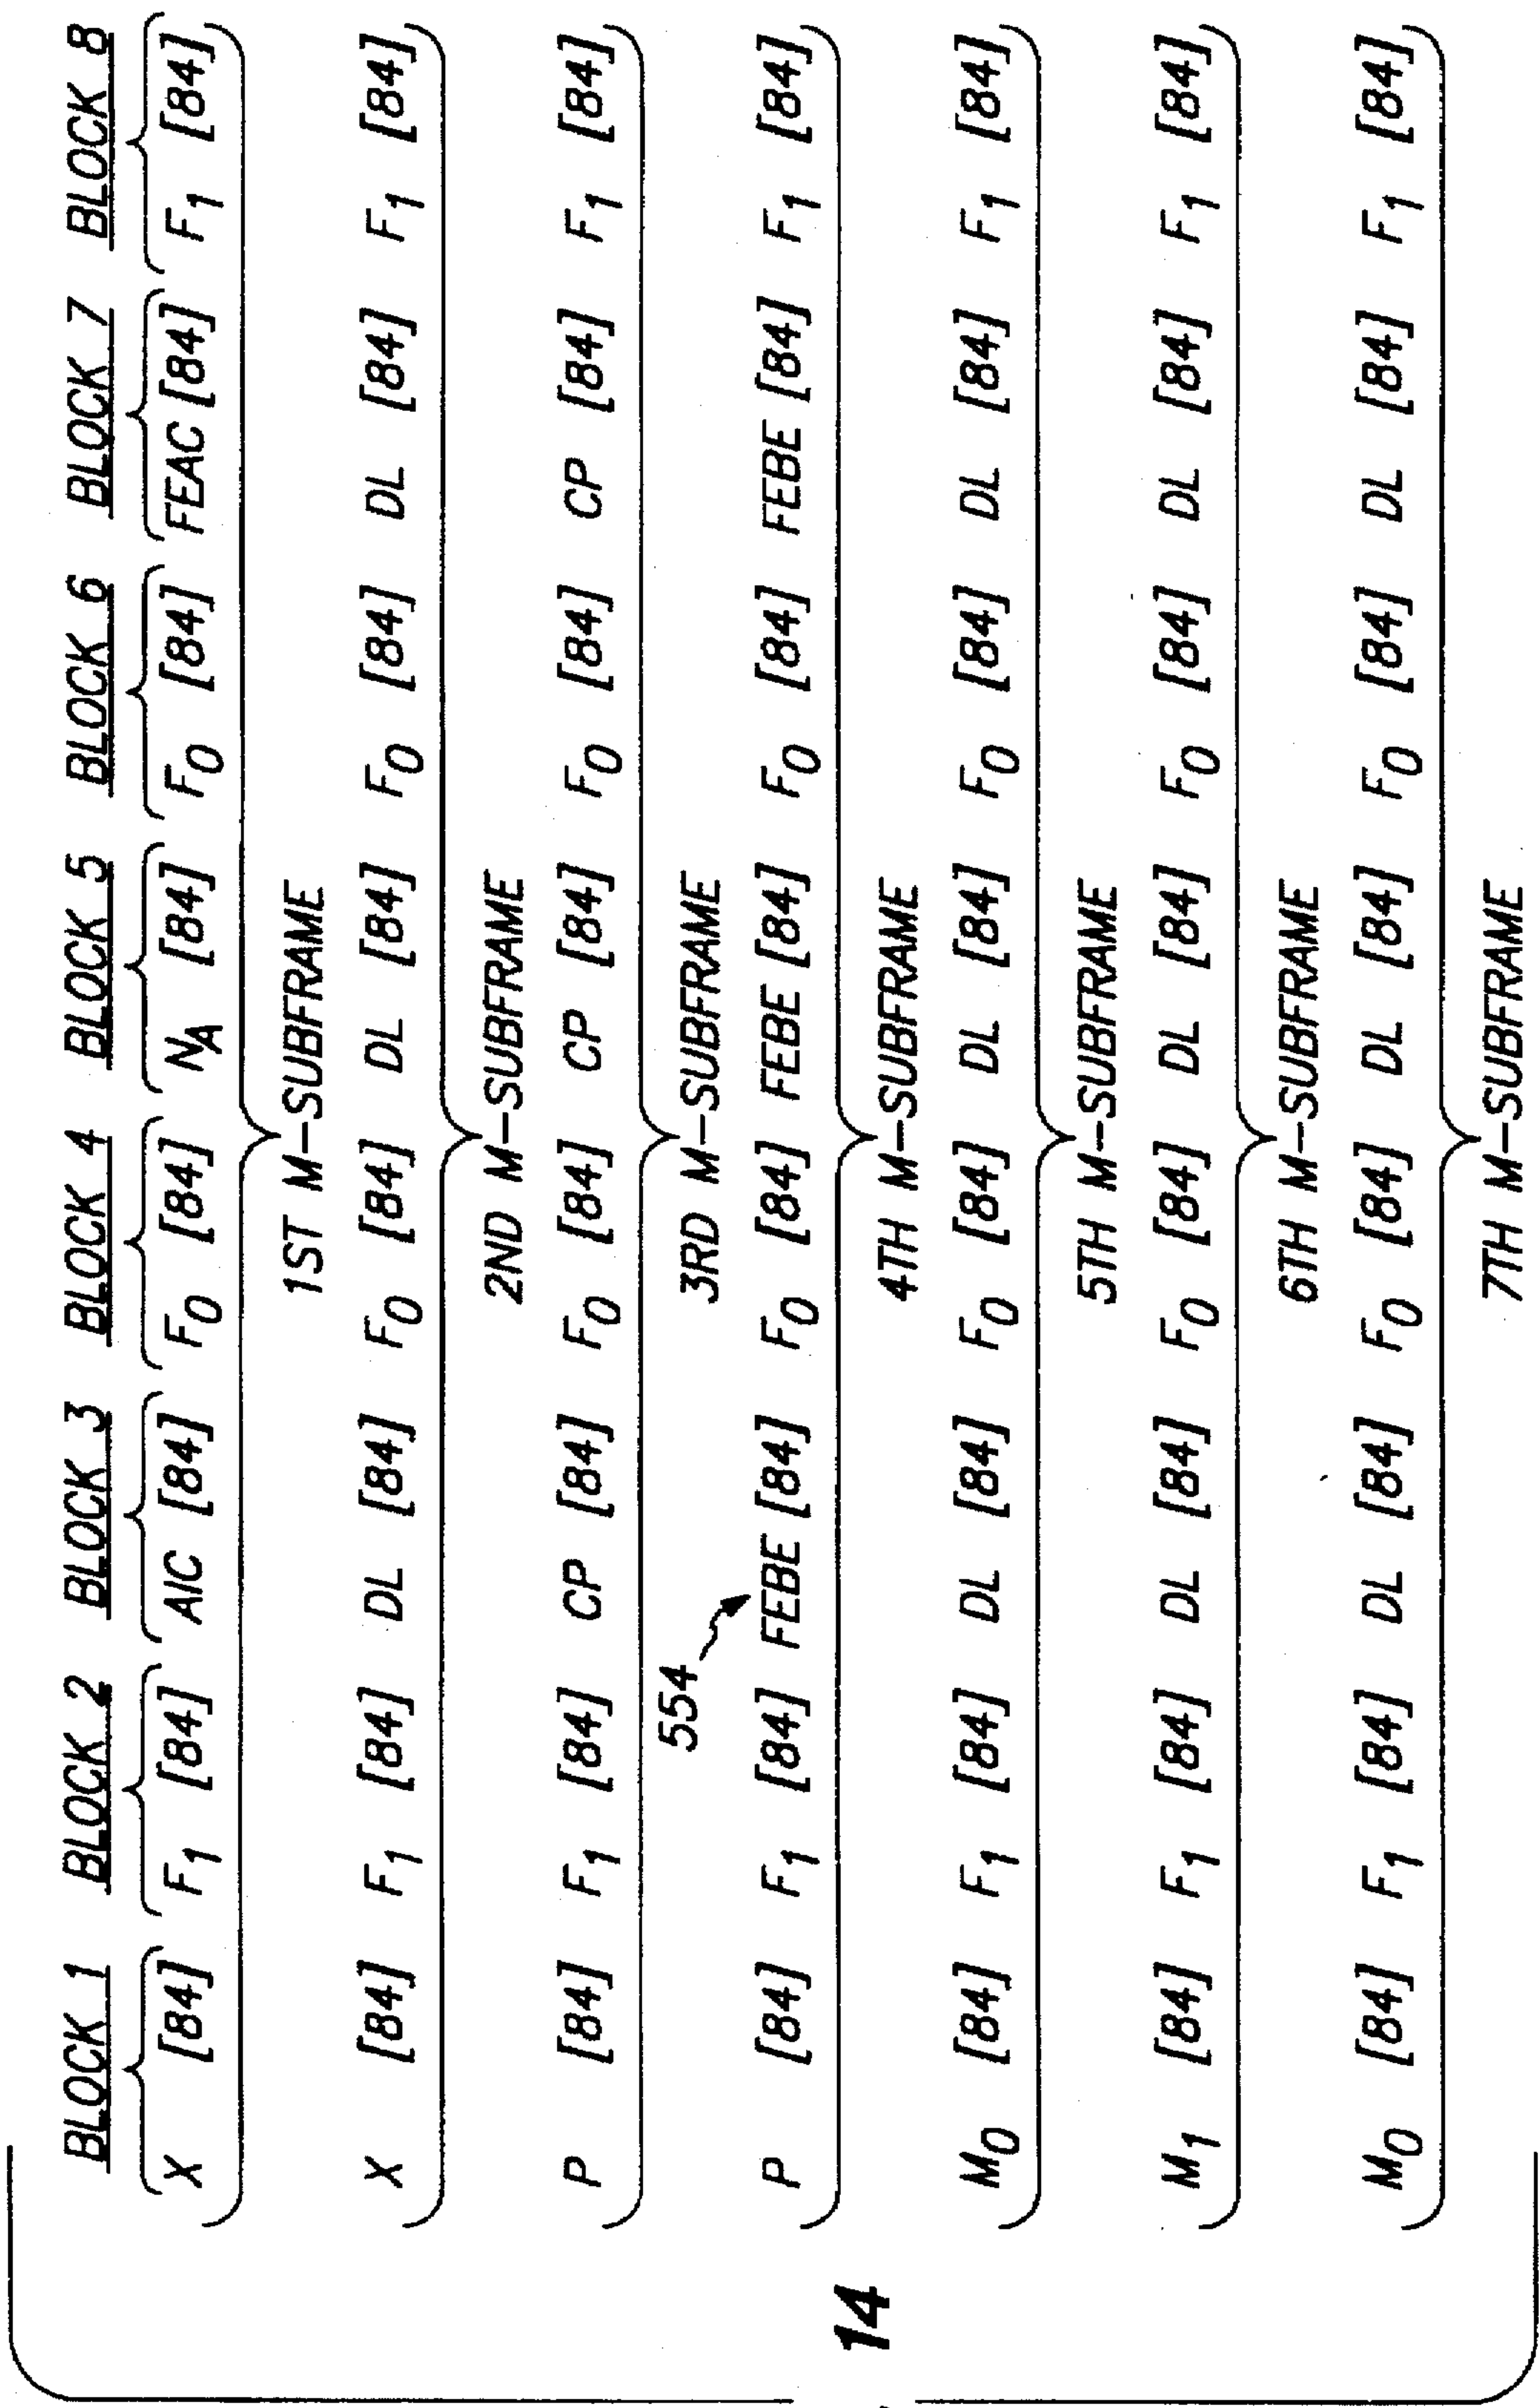 BLOCK 1 BLOCK 2 BLOCK 3 BLOCK 4 BLOCK 5 BLOCK 6 BLOCK 7 BLOCK 8
X [84] F1 [84] AIC [84] F0 [84] NA [84] F0 [84] FEAC [84] F1 [84]
1ST M-SUBFRAME
X [84] F1 [84] DL [84] F0 [84] DL [84] F0 [84] DL [84] F1 [84]
2ND M-SUBFRAME
P [84] F1 [84] CP [84] F0 [84] CP [84] F0 [84] CP [84] F1 [84]
3RD M-SUBFRAME
554
P [84] F1 [84] FEBE [84] F0 [84] FEBE [84] F0 [84] FEBE [84] F1 [84]
4TH M-SUBFRAME
14
M0 [84] F1 [84] DL [84] F0 [84] DL [84] F0 [84] DL [84] F1 [84]
5TH M-SUBFRAME
M1 [84] F1 [84] DL [84] F0 [84] DL [84] F0 [84] DL [84] F1 [84]
6TH M-SUBFRAME
M0 [84] F1 [84] DL [84] F0 [84] DL [84] F0 [84] DL [84] F1 [84]
7TH M-SUBFRAME